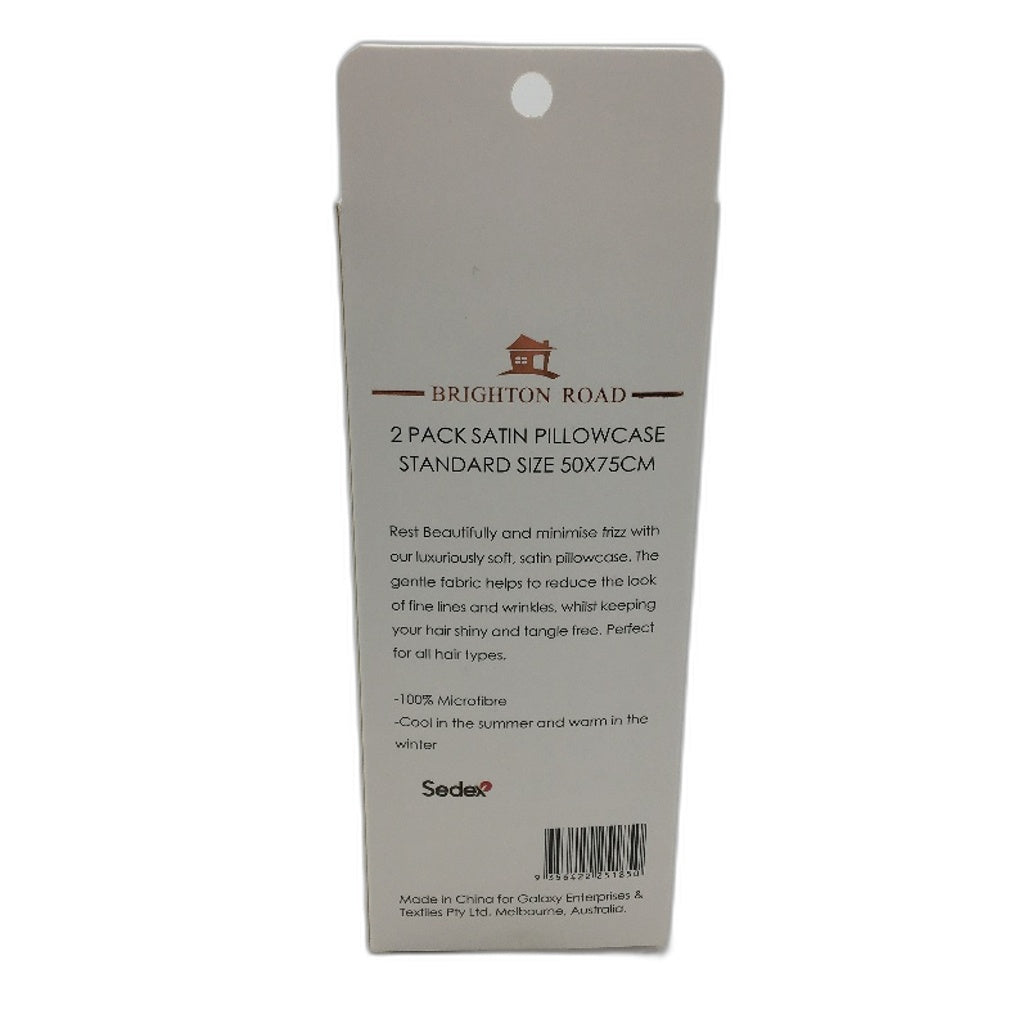 BRIGHTON ROAD
2 PACK SATIN PILLOWCASE
STANDARD SIZE 50X75CM
Rest Beautifully and minimise frizz with
our luxuriously soft, satin pillowcase. The
gentle fabric helps to reduce the look
of fine lines and wrinkles, whilst keeping
your hair shiny and tangle free. Perfect
for all hair types.
-100% Microfibre
-Cool in the summer and warm in the
winter
Sedex
Made in China for Galaxy Enterprises &
Textiles Pty Ltd. Melbourne, Australia.